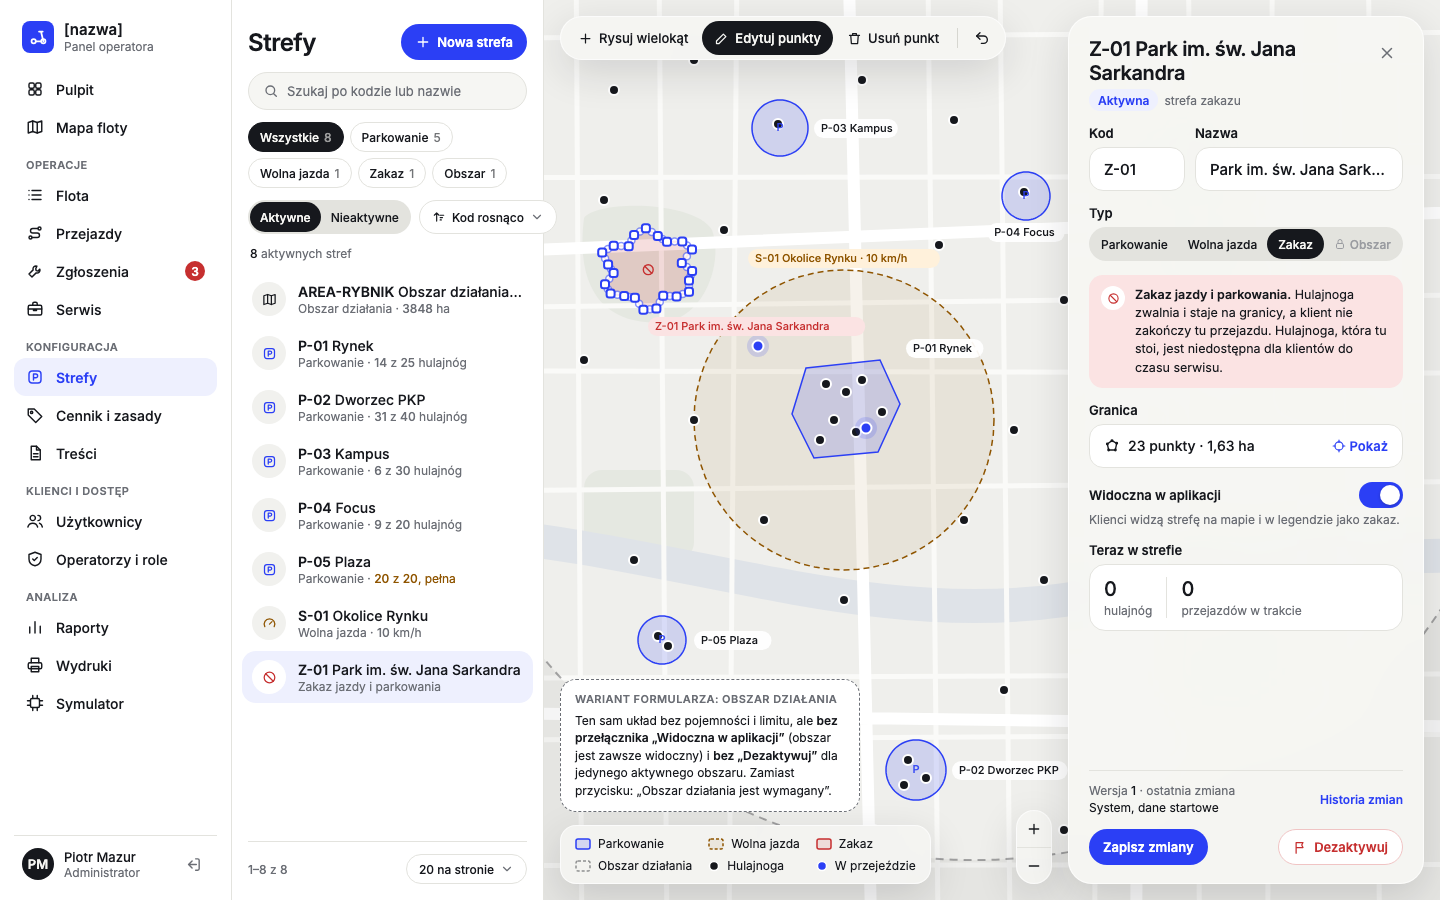 [nazwa]
Panel operatora
Pulpit
Mapa floty
OPERACJE
Flota
Przejazdy
Zgłoszenia 3
Serwis
KONFIGURACJA
Strefy
Cennik i zasady
Treści
KLIENCI I DOSTĘP
Użytkownicy
Operatorzy i role
ANALIZA
Raporty
Wydruki
Symulator
PM
Piotr Mazur
Administrator
Strefy
Nowa strefa
Szukaj po kodzie lub nazwie
Wszystkie 8 Parkowanie 5
Wolna jazda 1 Zakaz 1 Obszar 1
Aktywne Nieaktywne Kod rosnąco
8 aktywnych stref
AREA-RYBNIK Obszar działania...
Obszar działania · 3848 ha
P-01 Rynek
Parkowanie · 14 z 25 hulajnóg
P-02 Dworzec PKP
Parkowanie · 31 z 40 hulajnóg
P-03 Kampus
Parkowanie · 6 z 30 hulajnóg
P-04 Focus
Parkowanie · 9 z 20 hulajnóg
P-05 Plaza
Parkowanie · 20 z 20, pełna
S-01 Okolice Rynku
Wolna jazda · 10 km/h
Z-01 Park im. św. Jana Sarkandra
Zakaz jazdy i parkowania
1–8 z 8 20 na stronie
Rysuj wielokąt Edytuj punkty Usuń punkt
P-03 Kampus
P-04 Focus
S-01 Okolice Rynku · 10 km/h
Z-01 Park im. św. Jana Sarkandra
P-01 Rynek
P-05 Plaza
P
P-02 Dworzec PKP
WARIANT FORMULARZA: OBSZAR DZIAŁANIA
Ten sam układ bez pojemności i limitu, ale bez
przełącznika „Widoczna w aplikacji” (obszar
jest zawsze widoczny) i bez „Dezaktywuj” dla
jedynego aktywnego obszaru. Zamiast
przycisku: „Obszar działania jest wymagany”.
Parkowanie Wolna jazda Zakaz
Obszar działania Hulajnoga W przejeździe
+
−
Z-01 Park im. św. Jana
Sarkandra
Aktywna strefa zakazu
Kod Nazwa
Z-01 Park im. św. Jana Sark...
Typ
Parkowanie Wolna jazda Zakaz Obszar
Zakaz jazdy i parkowania. Hulajnoga
zwalnia i staje na granicy, a klient nie
zakończy tu przejazdu. Hulajnoga, która tu
stoi, jest niedostępna dla klientów do
czasu serwisu.
Granica
23 punkty · 1,63 ha Pokaż
Widoczna w aplikacji
Klienci widzą strefę na mapie i w legendzie jako zakaz.
Teraz w strefie
0 0
hulajnóg przejazdów w trakcie
Wersja 1 · ostatnia zmiana
System, dane startowe
Historia zmian
Zapisz zmiany Dezaktywuj